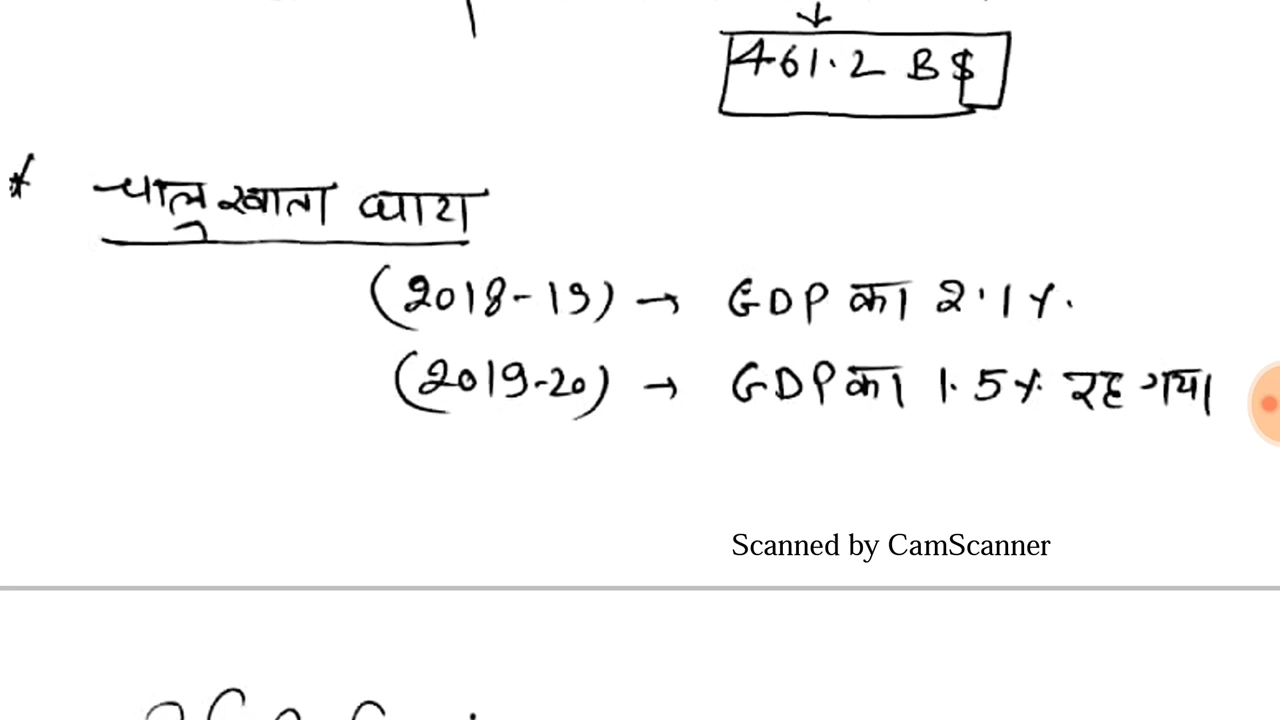 461.2 B $
* चालु खाता घाटा
(2018-19) → GDP का 2.1%.
(2019-20) → GDP का 1.5% रह गया
Scanned by CamScanner